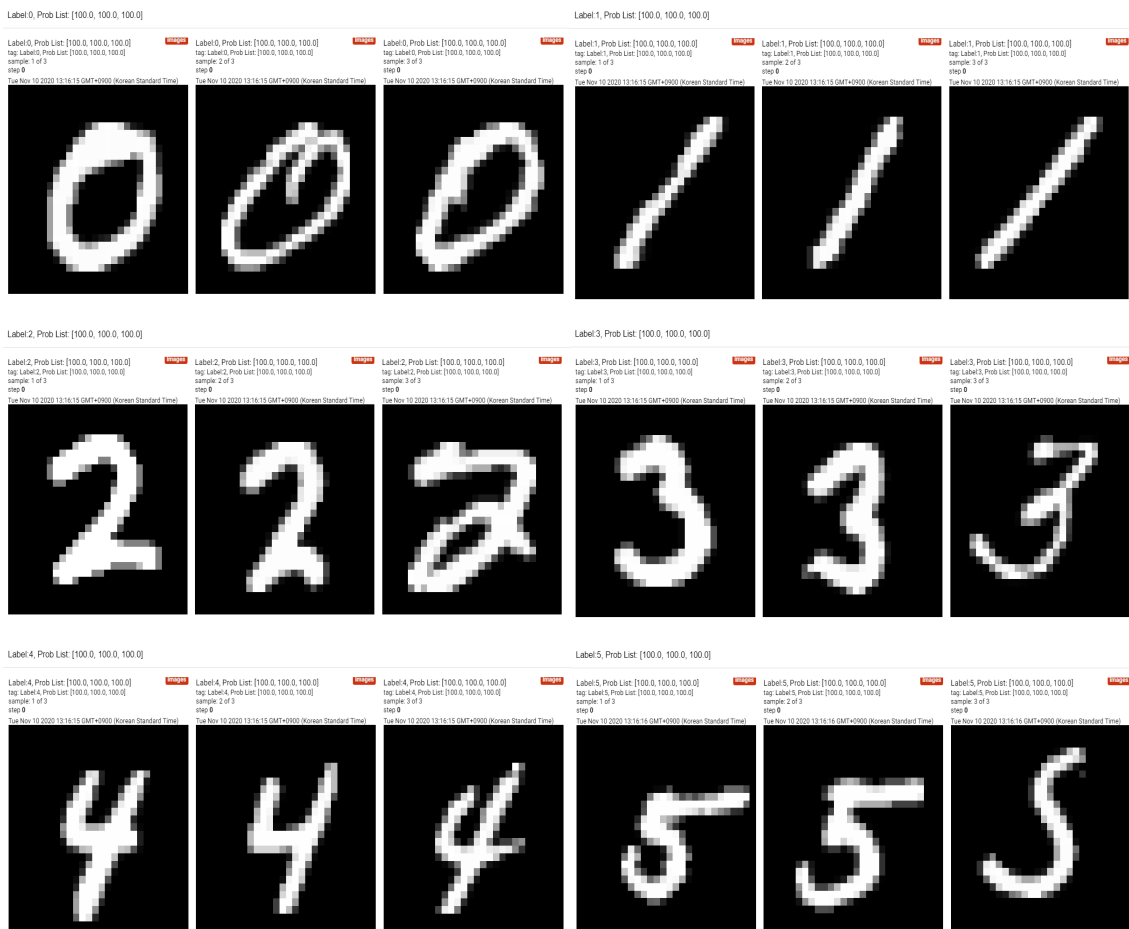 Label:0, Prob List: [100.0, 100.0, 100.0]
Label:0, Prob List: [100.0, 100.0, 100.0]
Images
tag: Label:0, Prob List: [100.0, 100.0, 100.0]
sample: 1 of 3
step 0
Tue Nov 10 2020 13:16:15 GMT+0900 (Korean Standard Time)
0
Label:0, Prob List: [100.0, 100.0, 100.0]
Images
tag: Label:0, Prob List: [100.0, 100.0, 100.0]
sample: 2 of 3
step 0
Tue Nov 10 2020 13:16:15 GMT+0900 (Korean Standard Time)
0
Label:0, Prob List: [100.0, 100.0, 100.0]
Images
tag: Label:0, Prob List: [100.0, 100.0, 100.0]
sample: 3 of 3
step 0
Tue Nov 10 2020 13:16:15 GMT+0900 (Korean Standard Time)
0
Label:1, Prob List: [100.0, 100.0, 100.0]
Label:1, Prob List: [100.0, 100.0, 100.0]
Images
tag: Label:1, Prob List: [100.0, 100.0, 100.0]
sample: 1 of 3
step 0
Tue Nov 10 2020 13:16:15 GMT+0900 (Korean Standard Time)
1
Label:1, Prob List: [100.0, 100.0, 100.0]
Images
tag: Label:1, Prob List: [100.0, 100.0, 100.0]
sample: 2 of 3
step 0
Tue Nov 10 2020 13:16:15 GMT+0900 (Korean Standard Time)
1
Label:1, Prob List: [100.0, 100.0, 100.0]
Images
tag: Label:1, Prob List: [100.0, 100.0, 100.0]
sample: 3 of 3
step 0
Tue Nov 10 2020 13:16:15 GMT+0900 (Korean Standard Time)
1
Label:2, Prob List: [100.0, 100.0, 100.0]
Label:2, Prob List: [100.0, 100.0, 100.0]
Images
tag: Label:2, Prob List: [100.0, 100.0, 100.0]
sample: 1 of 3
step 0
Tue Nov 10 2020 13:16:15 GMT+0900 (Korean Standard Time)
2
Label:2, Prob List: [100.0, 100.0, 100.0]
Images
tag: Label:2, Prob List: [100.0, 100.0, 100.0]
sample: 2 of 3
step 0
Tue Nov 10 2020 13:16:15 GMT+0900 (Korean Standard Time)
2
Label:2, Prob List: [100.0, 100.0, 100.0]
Images
tag: Label:2, Prob List: [100.0, 100.0, 100.0]
sample: 3 of 3
step 0
Tue Nov 10 2020 13:16:15 GMT+0900 (Korean Standard Time)
2
Label:3, Prob List: [100.0, 100.0, 100.0]
Label:3, Prob List: [100.0, 100.0, 100.0]
Images
tag: Label:3, Prob List: [100.0, 100.0, 100.0]
sample: 1 of 3
step 0
Tue Nov 10 2020 13:16:15 GMT+0900 (Korean Standard Time)
3
Label:3, Prob List: [100.0, 100.0, 100.0]
Images
tag: Label:3, Prob List: [100.0, 100.0, 100.0]
sample: 2 of 3
step 0
Tue Nov 10 2020 13:16:15 GMT+0900 (Korean Standard Time)
3
Label:3, Prob List: [100.0, 100.0, 100.0]
Images
tag: Label:3, Prob List: [100.0, 100.0, 100.0]
sample: 3 of 3
step 0
Tue Nov 10 2020 13:16:15 GMT+0900 (Korean Standard Time)
3
Label:4, Prob List: [100.0, 100.0, 100.0]
Label:4, Prob List: [100.0, 100.0, 100.0]
Images
tag: Label:4, Prob List: [100.0, 100.0, 100.0]
sample: 1 of 3
step 0
Tue Nov 10 2020 13:16:15 GMT+0900 (Korean Standard Time)
4
Label:4, Prob List: [100.0, 100.0, 100.0]
Images
tag: Label:4, Prob List: [100.0, 100.0, 100.0]
sample: 2 of 3
step 0
Tue Nov 10 2020 13:16:15 GMT+0900 (Korean Standard Time)
4
Label:4, Prob List: [100.0, 100.0, 100.0]
Images
tag: Label:4, Prob List: [100.0, 100.0, 100.0]
sample: 3 of 3
step 0
Tue Nov 10 2020 13:16:15 GMT+0900 (Korean Standard Time)
4
Label:5, Prob List: [100.0, 100.0, 100.0]
Label:5, Prob List: [100.0, 100.0, 100.0]
Images
tag: Label:5, Prob List: [100.0, 100.0, 100.0]
sample: 1 of 3
step 0
Tue Nov 10 2020 13:16:16 GMT+0900 (Korean Standard Time)
5
Label:5, Prob List: [100.0, 100.0, 100.0]
Images
tag: Label:5, Prob List: [100.0, 100.0, 100.0]
sample: 2 of 3
step 0
Tue Nov 10 2020 13:16:16 GMT+0900 (Korean Standard Time)
5
Label:5, Prob List: [100.0, 100.0, 100.0]
Images
tag: Label:5, Prob List: [100.0, 100.0, 100.0]
sample: 3 of 3
step 0
Tue Nov 10 2020 13:16:16 GMT+0900 (Korean Standard Time)
5